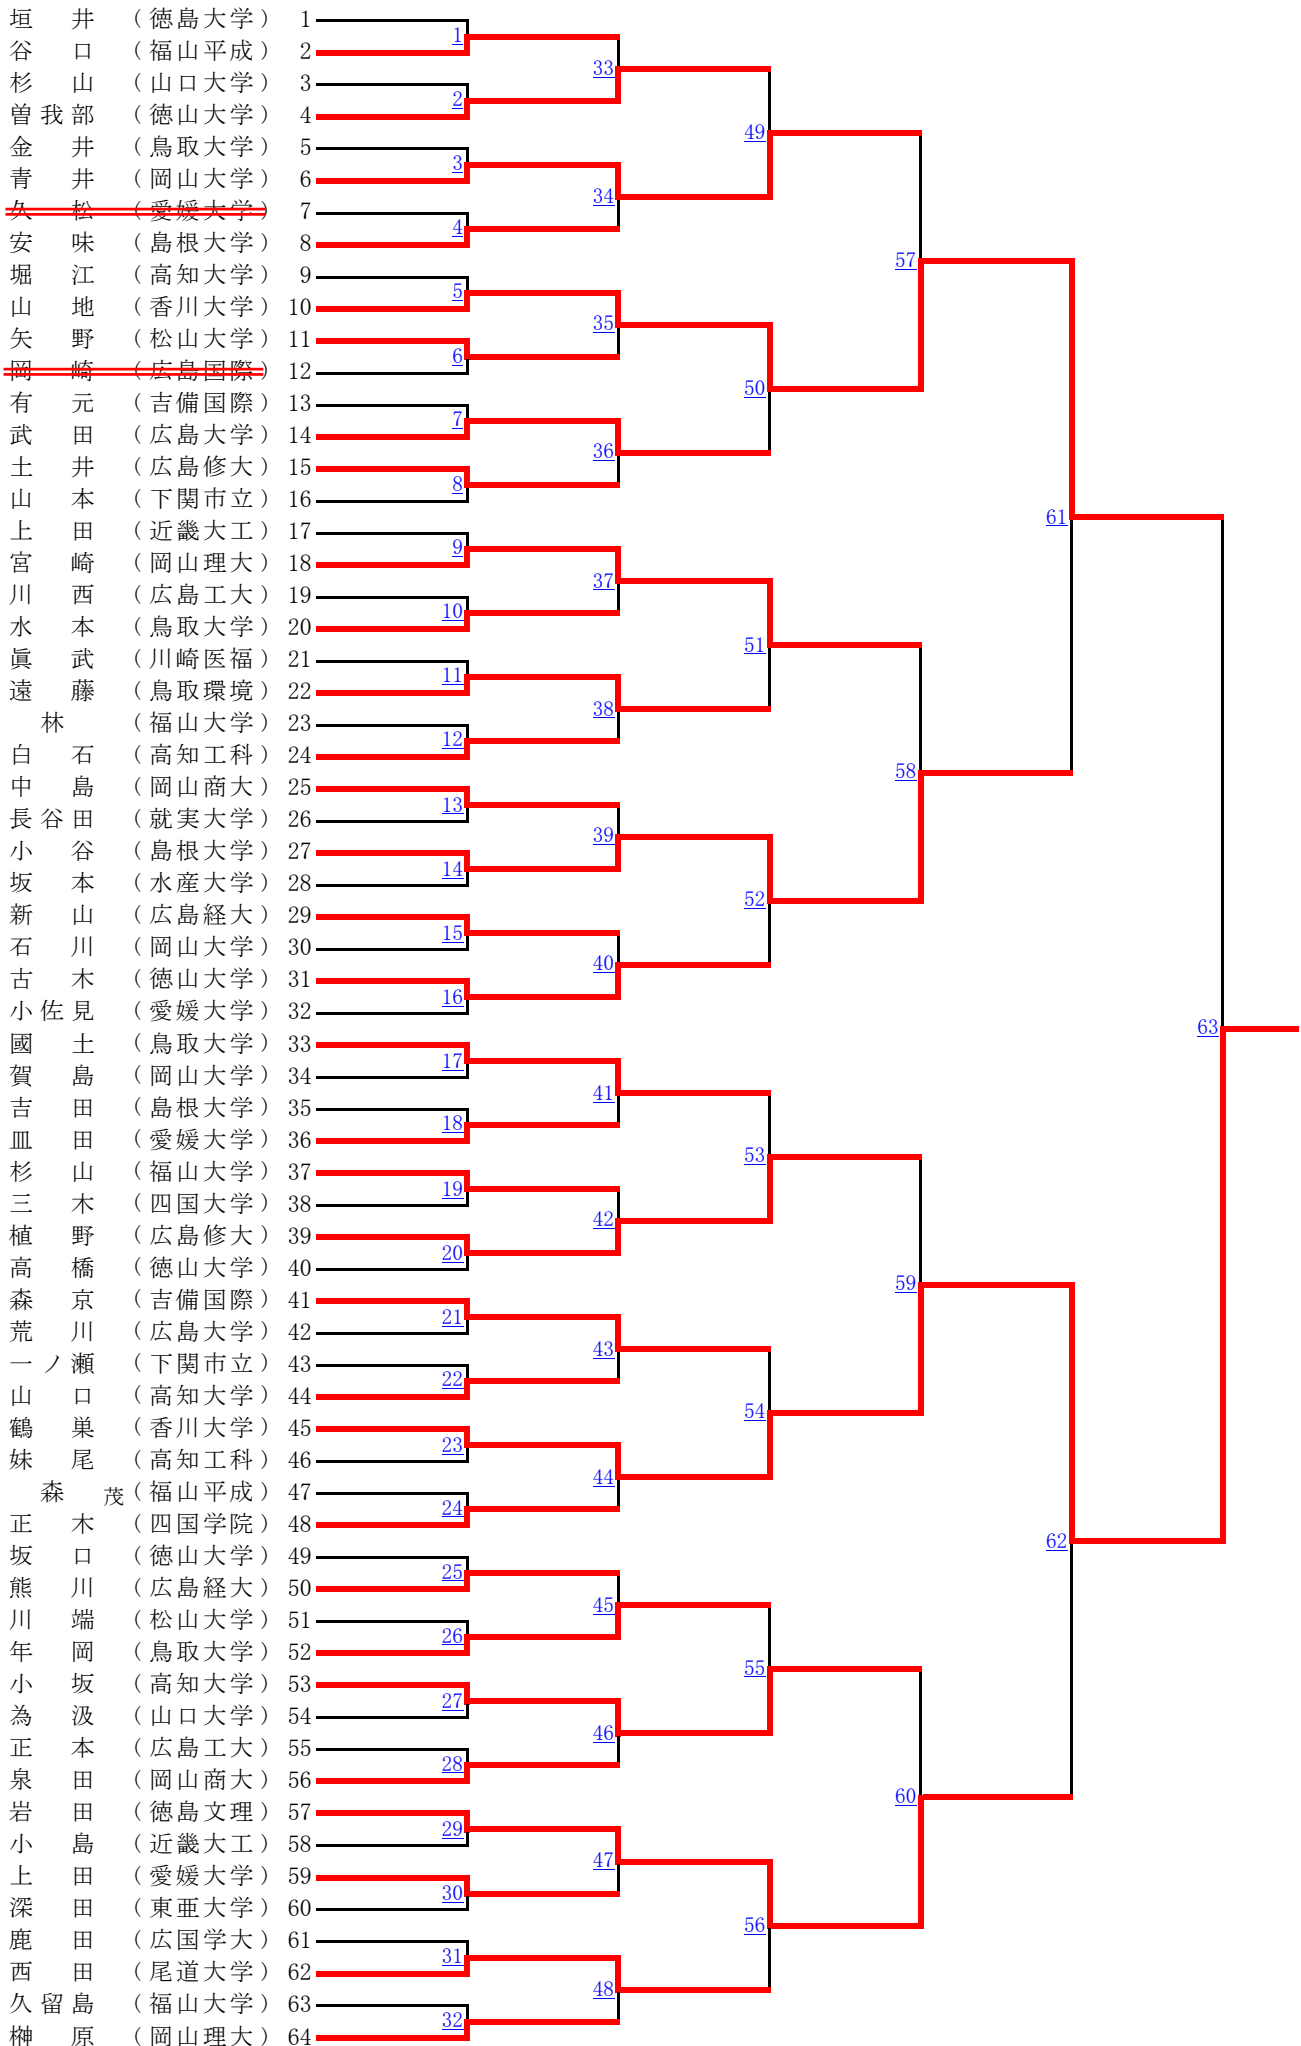 垣井（徳島大学）1
谷口（福山平成）2
杉山（山口大学）3
曽我部（徳山大学）4
金井（鳥取大学）5
青井（岡山大学）6
久松（愛媛大学）7
安味（島根大学）8
堀江（高知大学）9
山地（香川大学）10
矢野（松山大学）11
岡崎（広島国際）12
有元（吉備国際）13
武田（広島大学）14
土井（広島修大）15
山本（下関市立）16
上田（近畿大工）17
宮崎（岡山理大）18
川西（広島工大）19
水本（鳥取大学）20
眞武（川崎医福）21
遠藤（鳥取環境）22
林（福山大学）23
白石（高知工科）24
中島（岡山商大）25
長谷田（就実大学）26
小谷（島根大学）27
坂本（水産大学）28
新山（広島経大）29
石川（岡山大学）30
古木（徳山大学）31
小佐見（愛媛大学）32
國土（鳥取大学）33
賀島（岡山大学）34
吉田（島根大学）35
皿田（愛媛大学）36
杉山（福山大学）37
三木（四国大学）38
植野（広島修大）39
高橋（徳山大学）40
森京（吉備国際）41
荒川（広島大学）42
一ノ瀬（下関市立）43
山口（高知大学）44
鶴巣（香川大学）45
妹尾（高知工科）46
森茂（福山平成）47
正木（四国学院）48
坂口（徳山大学）49
熊川（広島経大）50
川端（松山大学）51
年岡（鳥取大学）52
小坂（高知大学）53
為汲（山口大学）54
正本（広島工大）55
泉田（岡山商大）56
岩田（徳島文理）57
小島（近畿大工）58
上田（愛媛大学）59
深田（東亜大学）60
鹿田（広国学大）61
西田（尾道大学）62
久留島（福山大学）63
榊原（岡山理大）64
1
2
3
4
5
6
7
8
9
10
11
12
13
14
15
16
17
18
19
20
21
22
23
24
25
26
27
28
29
30
31
32
33
34
35
36
37
38
39
40
41
42
43
44
45
46
47
48
49
50
51
52
53
54
55
56
57
58
59
60
61
62
63